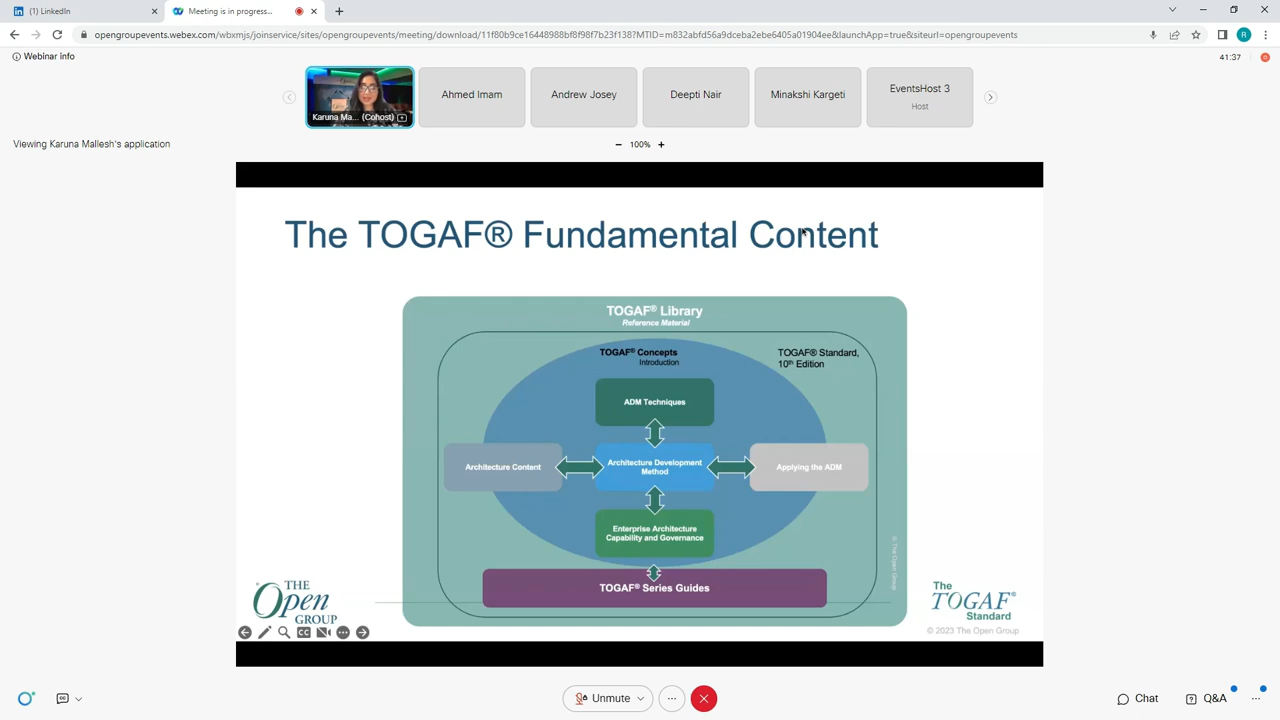 (1) LinkedIn
Meeting is in progress...
opengroupevents.webex.com/wbxmjs/joinservice/sites/opengroupevents/meeting/download/11f80b9ce16448988bf8f98f7b23f138?MTID=m832abfd56a9dceba2ebe6405a01904ee&launchApp=true&siteurl=opengroupevents
R
Webinar info
41:37
Karuna Ma... (Cohost)
Ahmed Imam
Andrew Josey
Deepti Nair
Minakshi Kargeti
EventsHost 3
Host
Viewing Karuna Mallesh's application
100%
The TOGAF® Fundamental Content
TOGAF® Library
Reference Material
TOGAF® Concepts
Introduction
TOGAF® Standard,
10th Edition
ADM Techniques
Architecture Content
Architecture Development
Method
Applying the ADM
Enterprise Architecture
Capability and Governance
TOGAF® Series Guides
© The Open Group
THE
Open
GROUP
The
TOGAF®
Standard
© 2023 The Open Group
CC
Unmute
Chat
Q&A